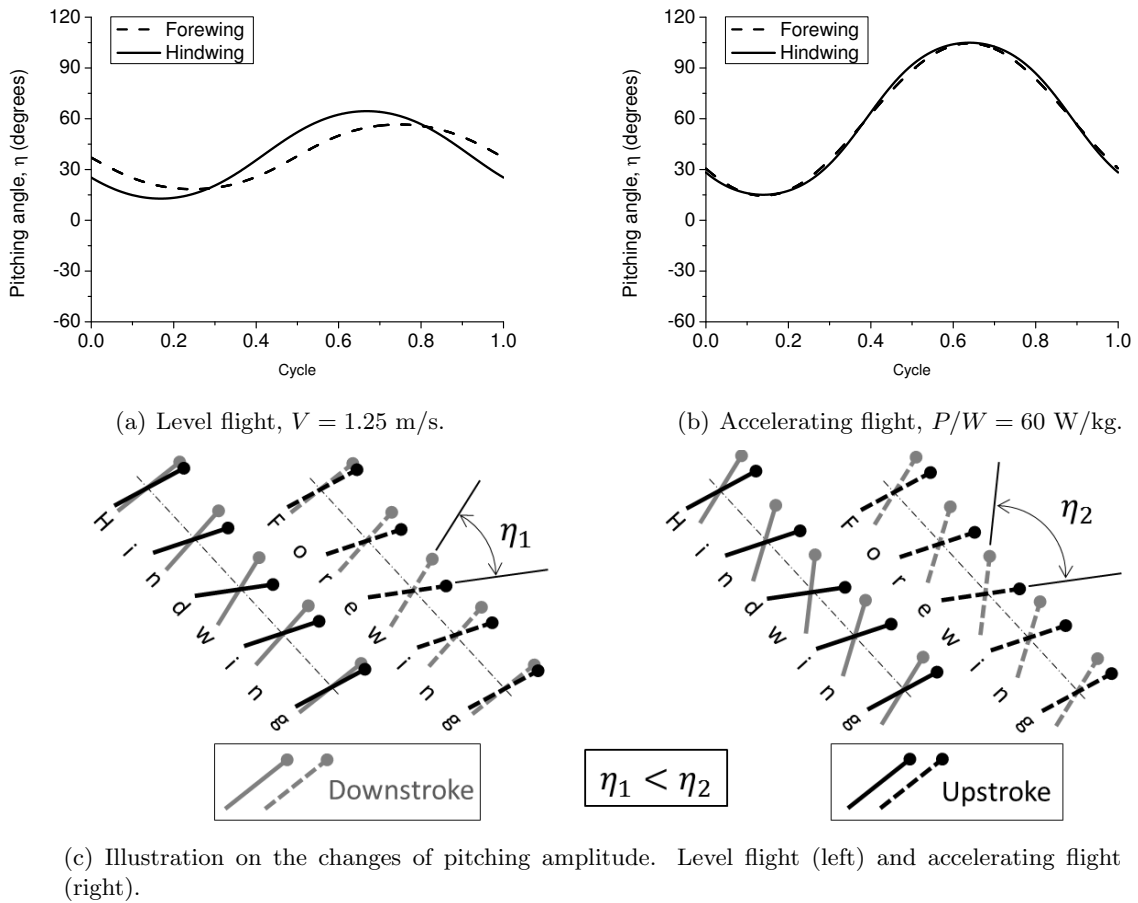 Forewing
Hindwing
120
90
60
30
0
-30
-60
Pitching angle, η (degrees)
0.0 0.2 0.4 0.6 0.8 1.0
Cycle
(a) Level flight, V = 1.25 m/s.
Forewing
Hindwing
120
90
60
30
0
-30
-60
Pitching angle, η (degrees)
0.0 0.2 0.4 0.6 0.8 1.0
Cycle
(b) Accelerating flight, P/W = 60 W/kg.
Hindwing
Forewing
η1
Hindwing
Forewing
η2
Downstroke
η1 < η2
Upstroke
(c) Illustration on the changes of pitching amplitude. Level flight (left) and accelerating flight
(right).